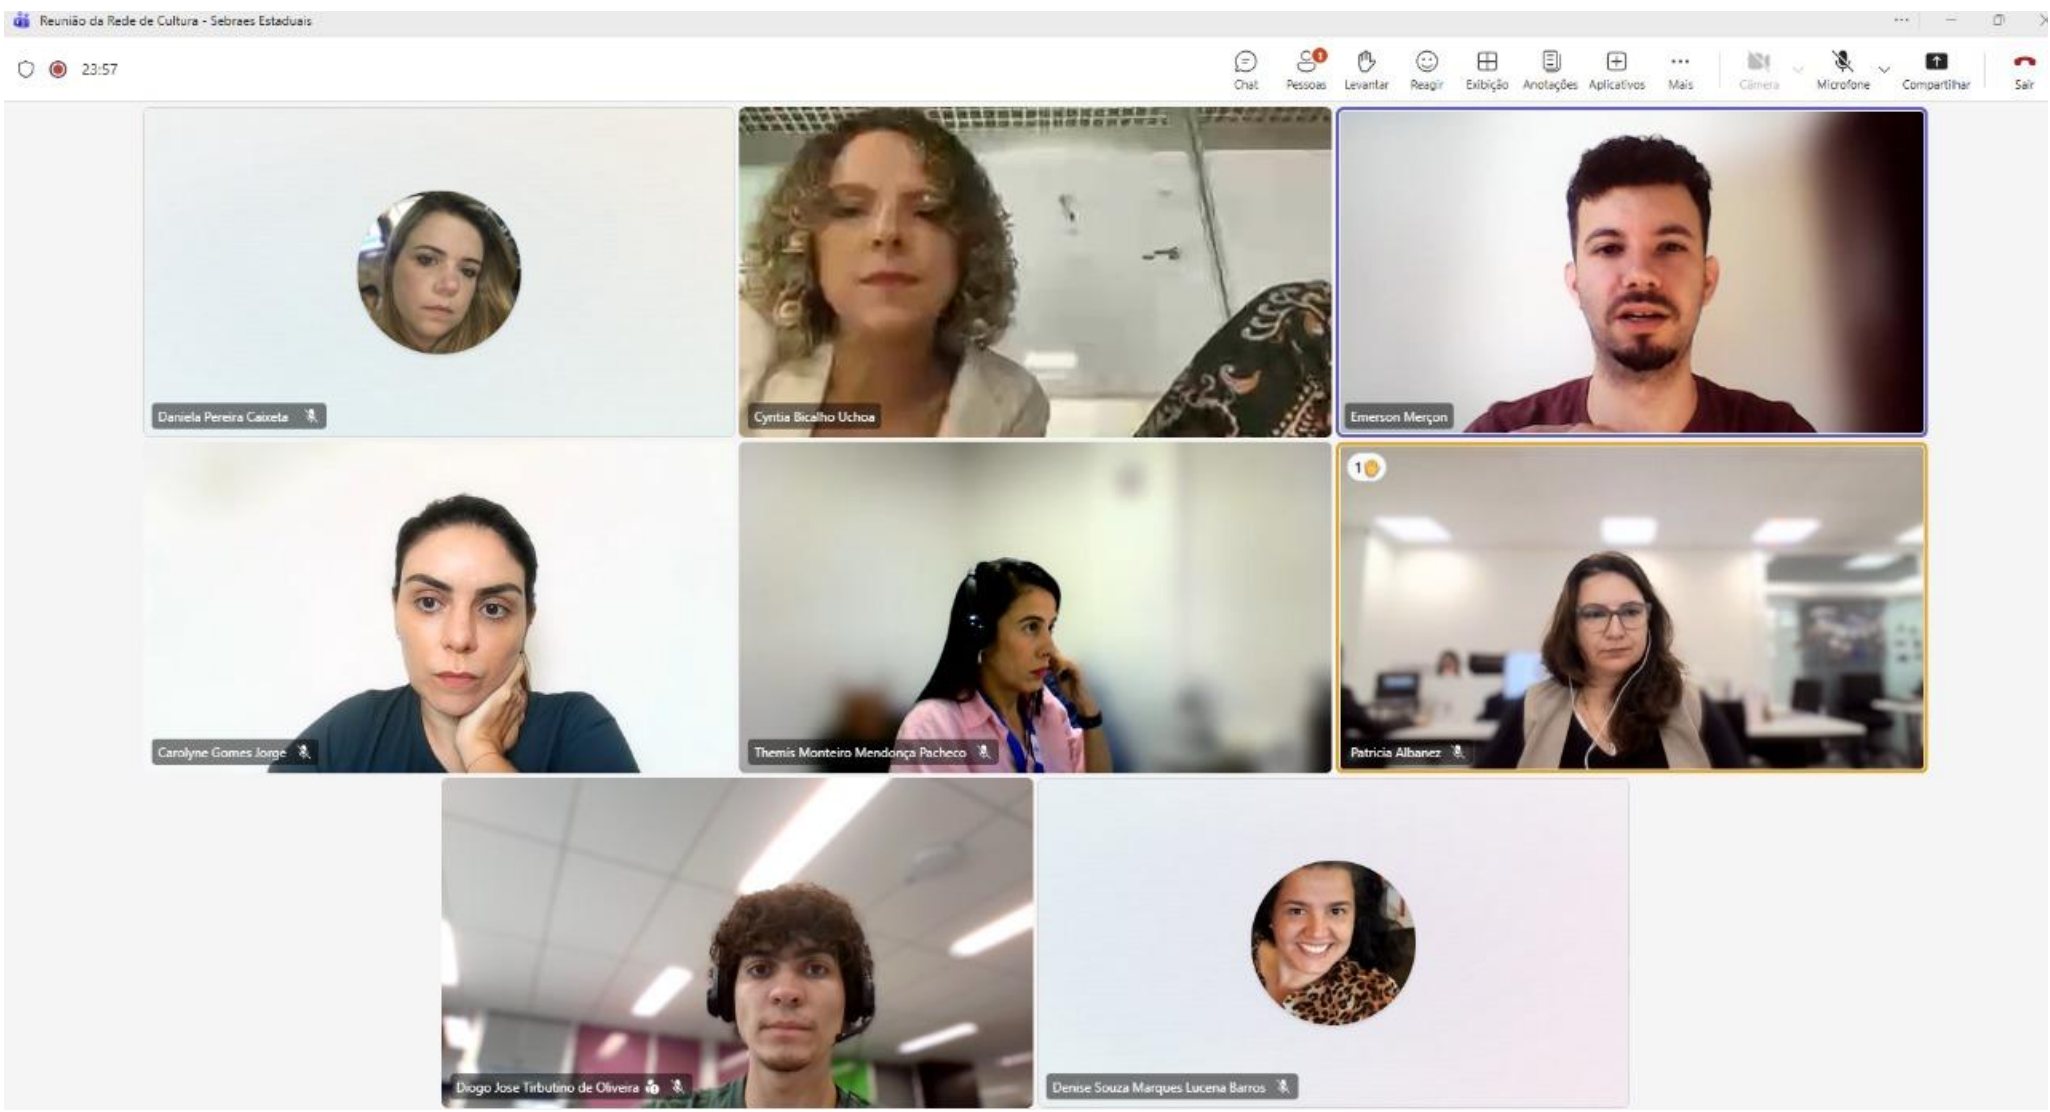 Reunião da Rede de Cultura - Sebraes Estaduais
23:57
Chat
1
Pessoas
Levantar
Reagir
Exibição
Anotações
Aplicativos
Mais
Câmera
Microfone
Compartilhar
Sair
Daniela Pereira Caixeta
Cyntia Bicalho Uchoa
Emerson Merçon
1
Carolyne Gomes Jorge
Themis Monteiro Mendonça Pacheco
Patricia Albanez
Diogo Jose Tirbutino de Oliveira
Denise Souza Marques Lucena Barros